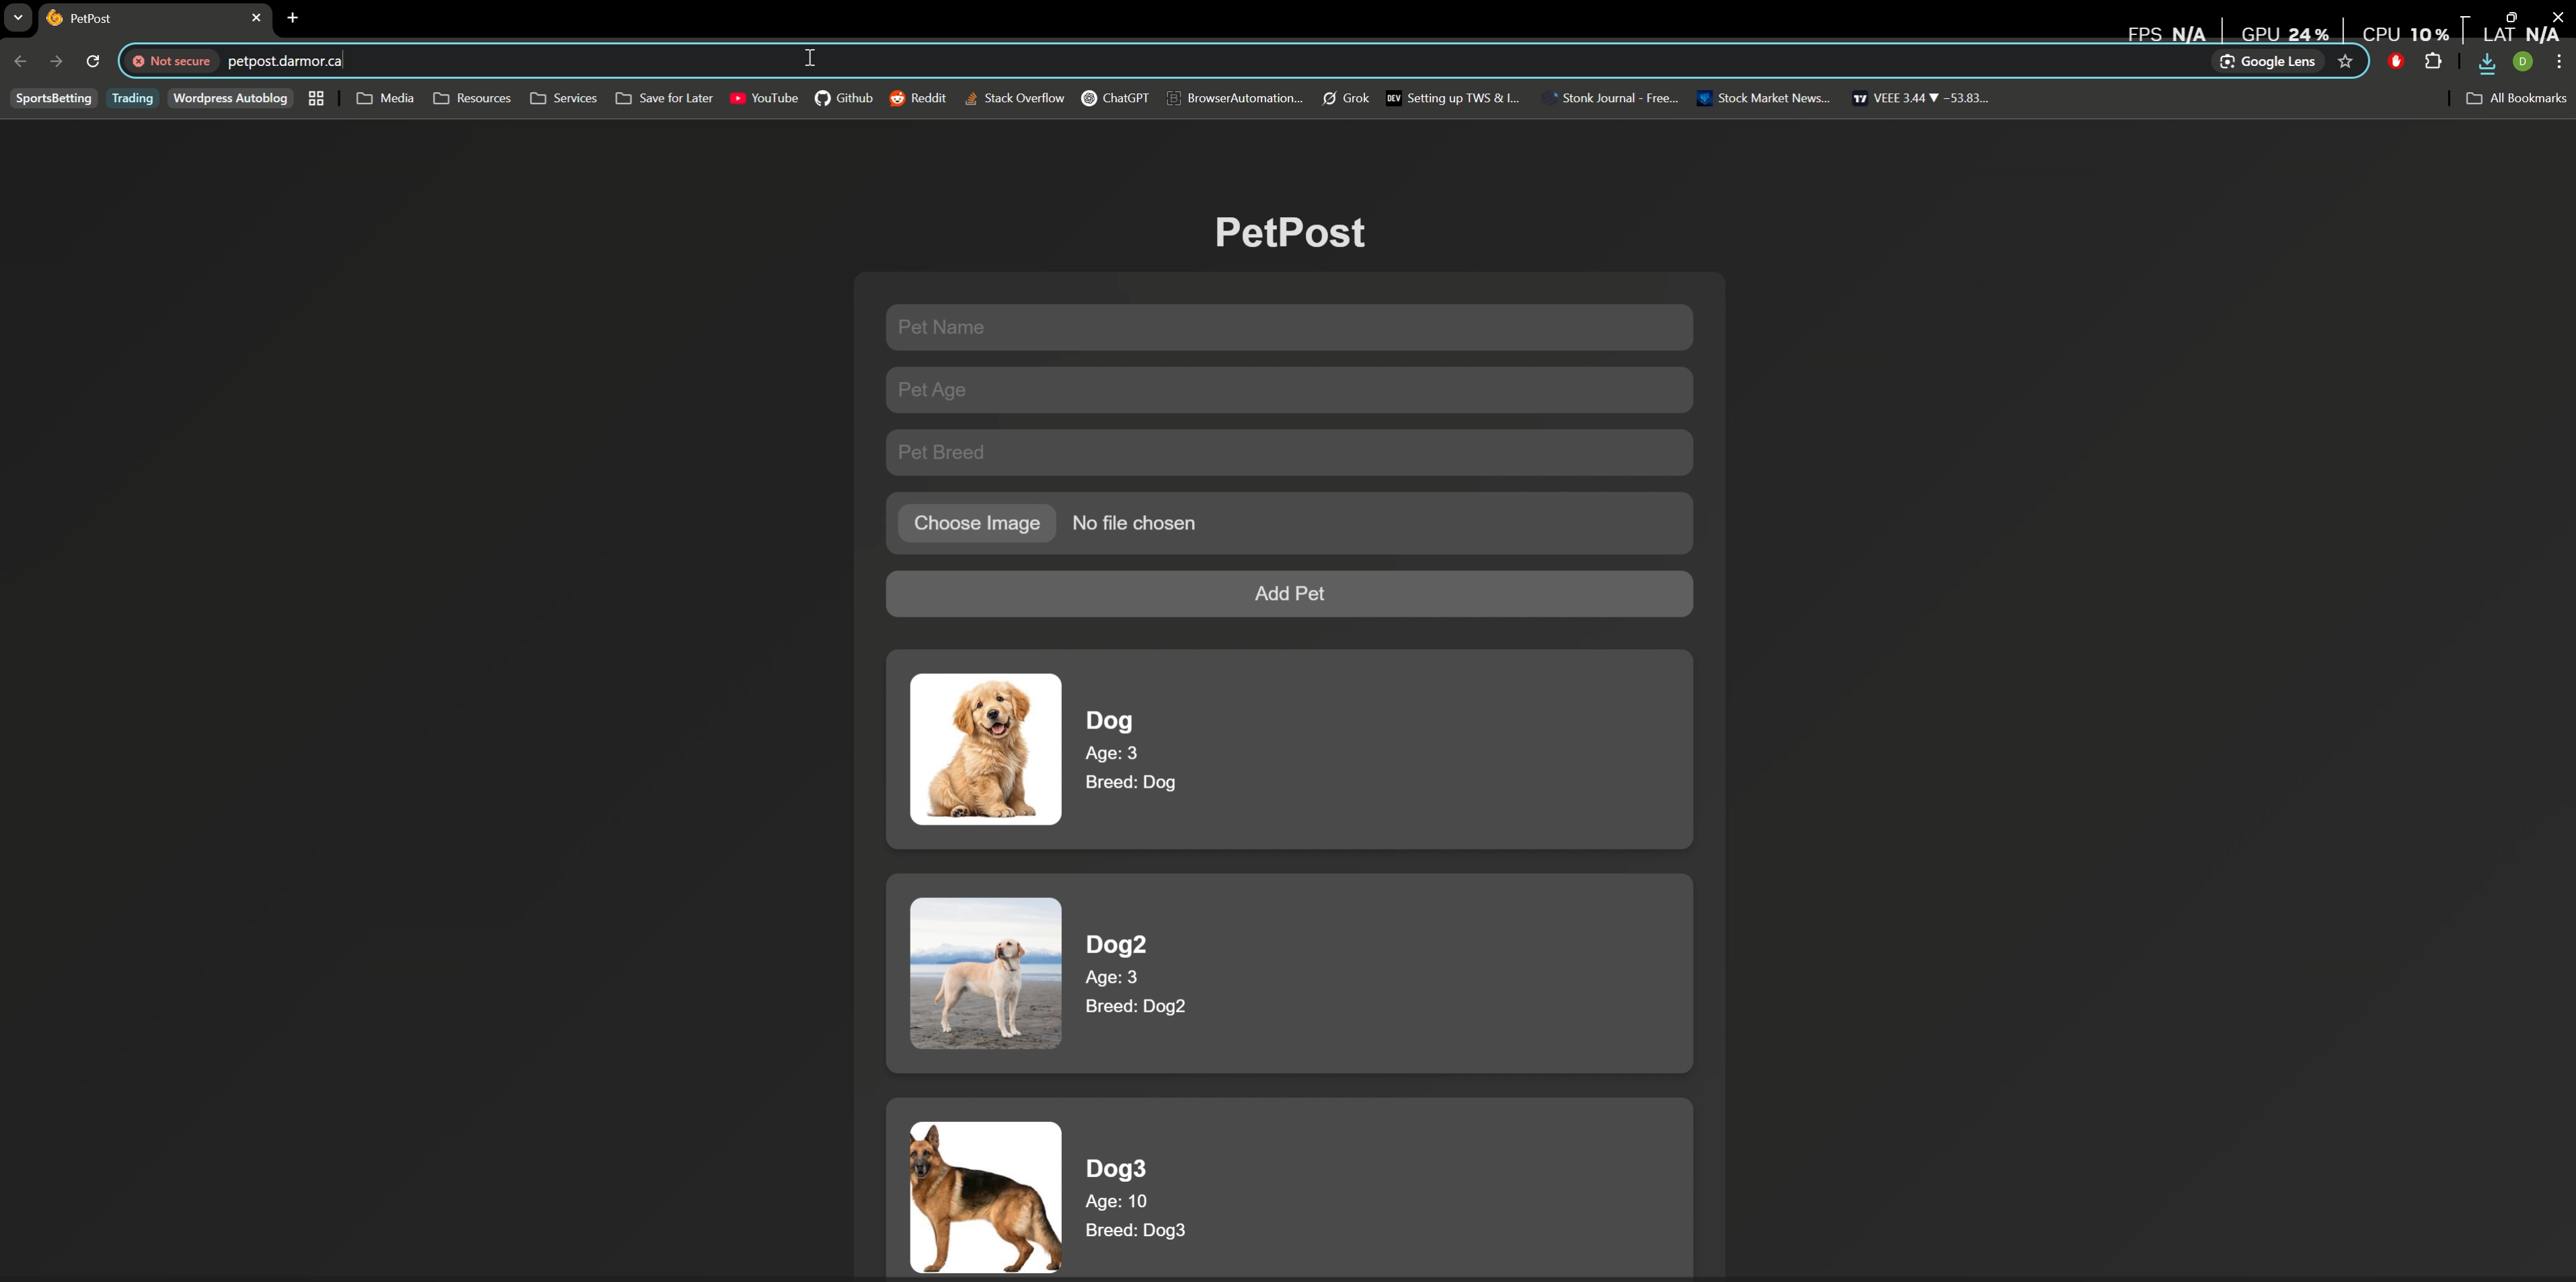 PetPost
FPS N/A GPU 24% CPU 10% LAT N/A
Not secure petpost.darmor.ca Google Lens D
SportsBetting Trading Wordpress Autoblog Media Resources Services Save for Later YouTube Github Reddit Stack Overflow ChatGPT BrowserAutomation... Grok DEV Setting up TWS & I... Stonk Journal - Free... Stock Market News... VEEE 3.44 ▼ −53.83... All Bookmarks
PetPost
Pet Name
Pet Age
Pet Breed
Choose Image No file chosen
Add Pet
Dog
Age: 3
Breed: Dog
Dog2
Age: 3
Breed: Dog2
Dog3
Age: 10
Breed: Dog3